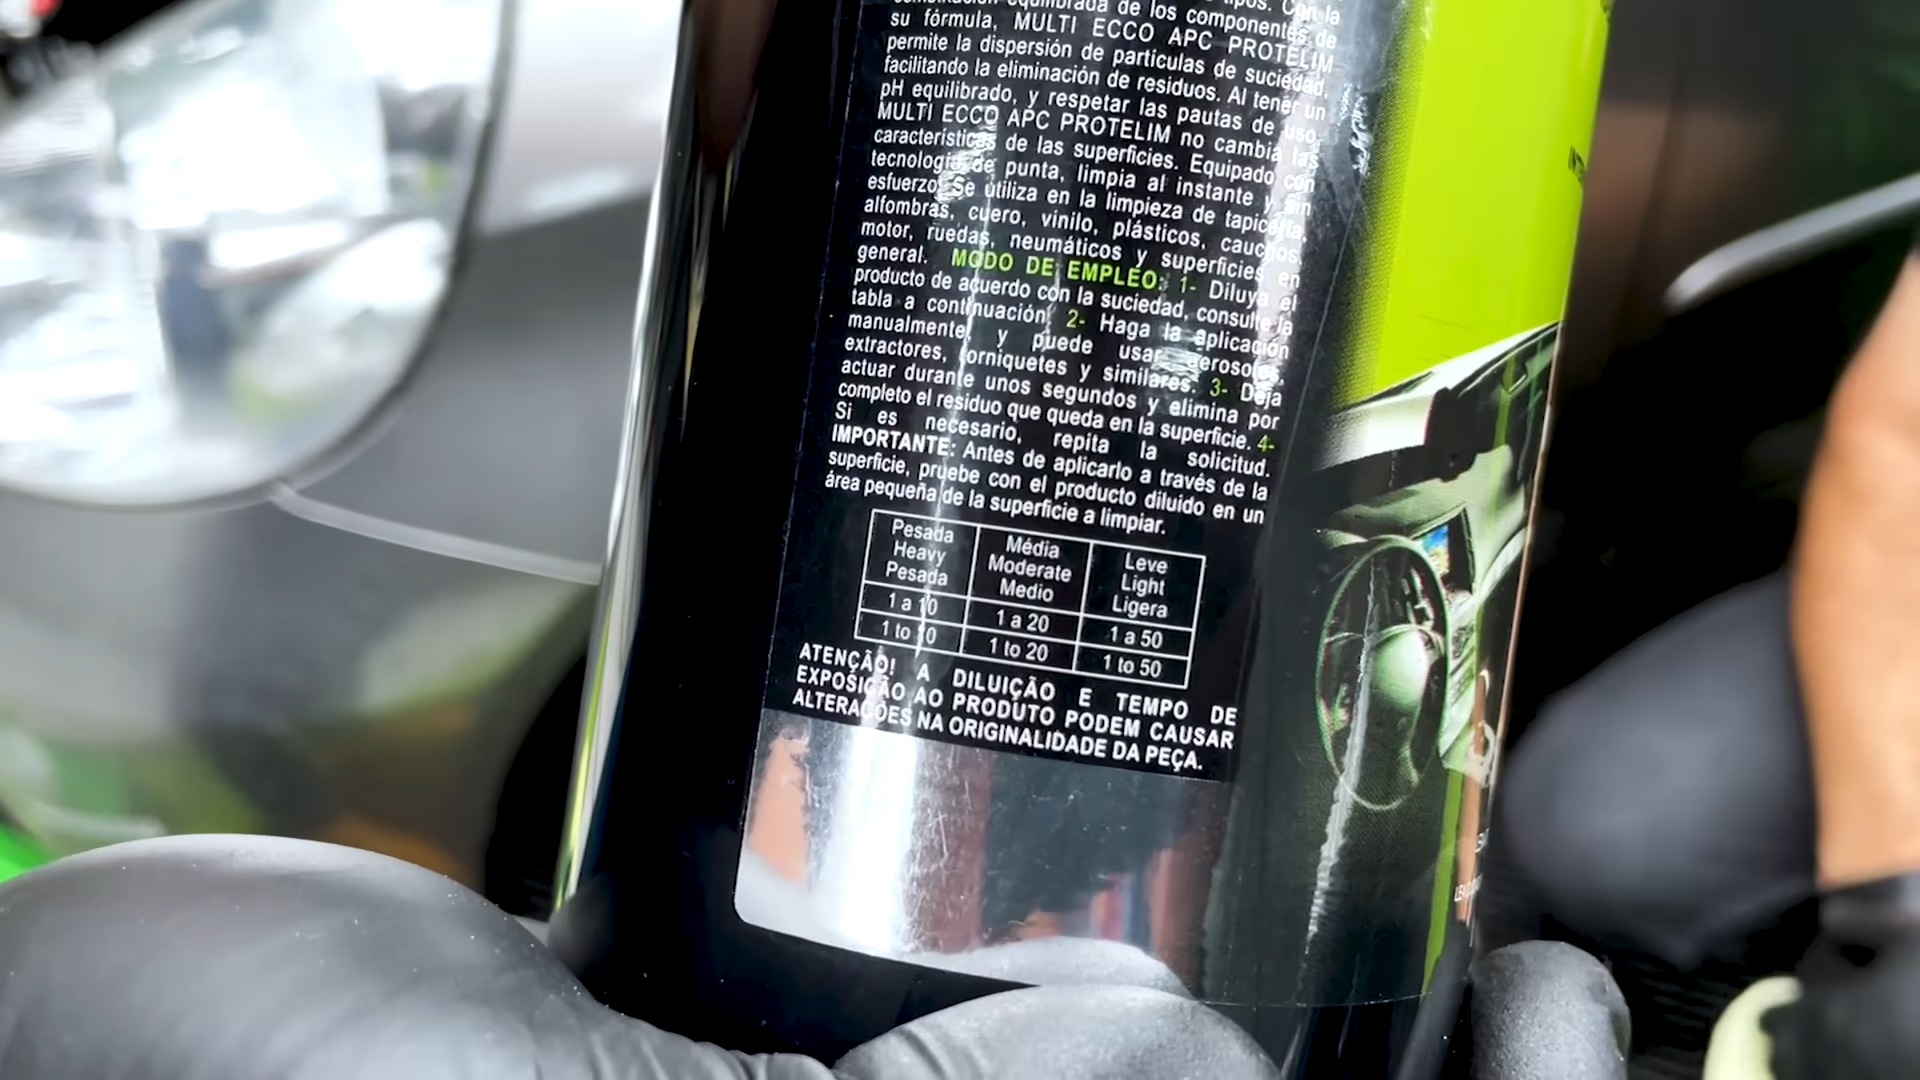 equilibrada de los componentes de
su fórmula, MULTI ECCO APC PROTELIM
permite la dispersión de partículas de suciedad,
facilitando la eliminación de residuos. Al tener un
pH equilibrado, y respetar las pautas de uso,
MULTI ECCO APC PROTELIM no cambia las
características de las superficies. Equipado con
tecnología de punta, limpia al instante y sin
esfuerzo. Se utiliza en la limpieza de tapicería,
alfombras, cuero, vinilo, plásticos, cauchos,
motor, ruedas, neumáticos y superficies en
general. MODO DE EMPLEO: 1- Diluya el
producto de acuerdo con la suciedad, consulte la
tabla a continuación. 2- Haga la aplicación
manualmente, y puede usar aerosoles,
extractores, torniquetes y similares. 3- Deja
actuar durante unos segundos y elimina por
completo el residuo que queda en la superficie. 4-
Si es necesario, repita la solicitud.
IMPORTANTE: Antes de aplicarlo a través de la
superficie, pruebe con el producto diluido en un
área pequeña de la superficie a limpiar.
Pesada Média Leve
Heavy Moderate Light
Pesada Medio Ligera
1 a 10 1 a 20 1 a 50
1 to 10 1 to 20 1 to 50
ATENÇÃO! A DILUIÇÃO E TEMPO DE
EXPOSIÇÃO AO PRODUTO PODEM CAUSAR
ALTERAÇÕES NA ORIGINALIDADE DA PEÇA.